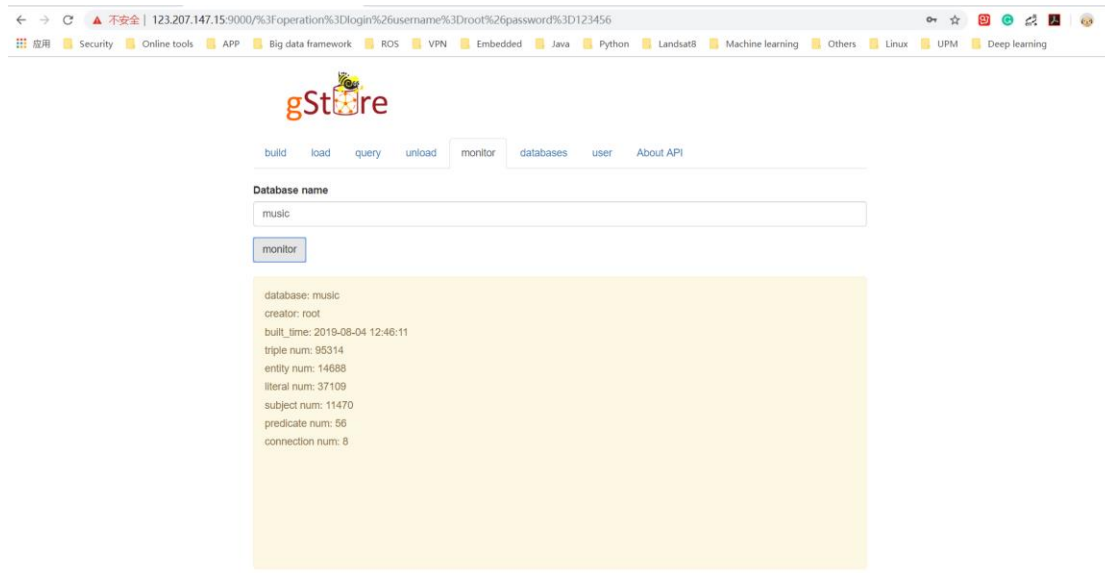 不安全 | 123.207.147.15:9000/%3Foperation%3Dlogin%26username%3Droot%26password%3D123456
应用 Security Online tools APP Big data framework ROS VPN Embedded Java Python Landsat8 Machine learning Others Linux UPM Deep learning
gStore
build load query unload monitor databases user About API
Database name
music
monitor
database: music
creator: root
built_time: 2019-08-04 12:46:11
triple num: 95314
entity num: 14688
literal num: 37109
subject num: 11470
predicate num: 56
connection num: 8